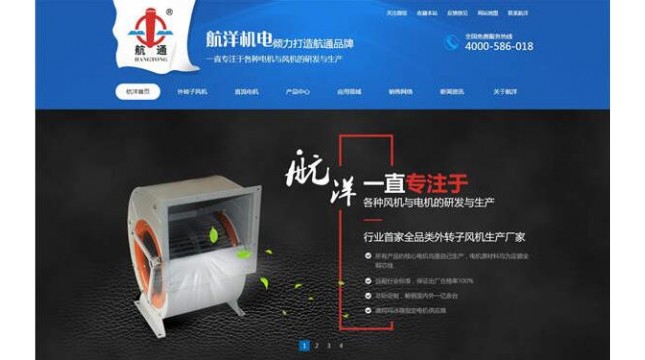 关注微信 收藏本站 反馈意见 网站地图 联系航洋
®
航通
HANGTONG
航洋机电倾力打造航通品牌
一直专注于各种电机与风机的研发与生产
全国免费服务热线
4000-586-018
航洋首页 外转子风机 直流电机 产品中心 应用领域 销售网络 新闻资讯 关于航洋
航洋
一直专注于
各种风机与电机的研发与生产
行业首家全品类外转子风机生产厂家
1 2 3 4